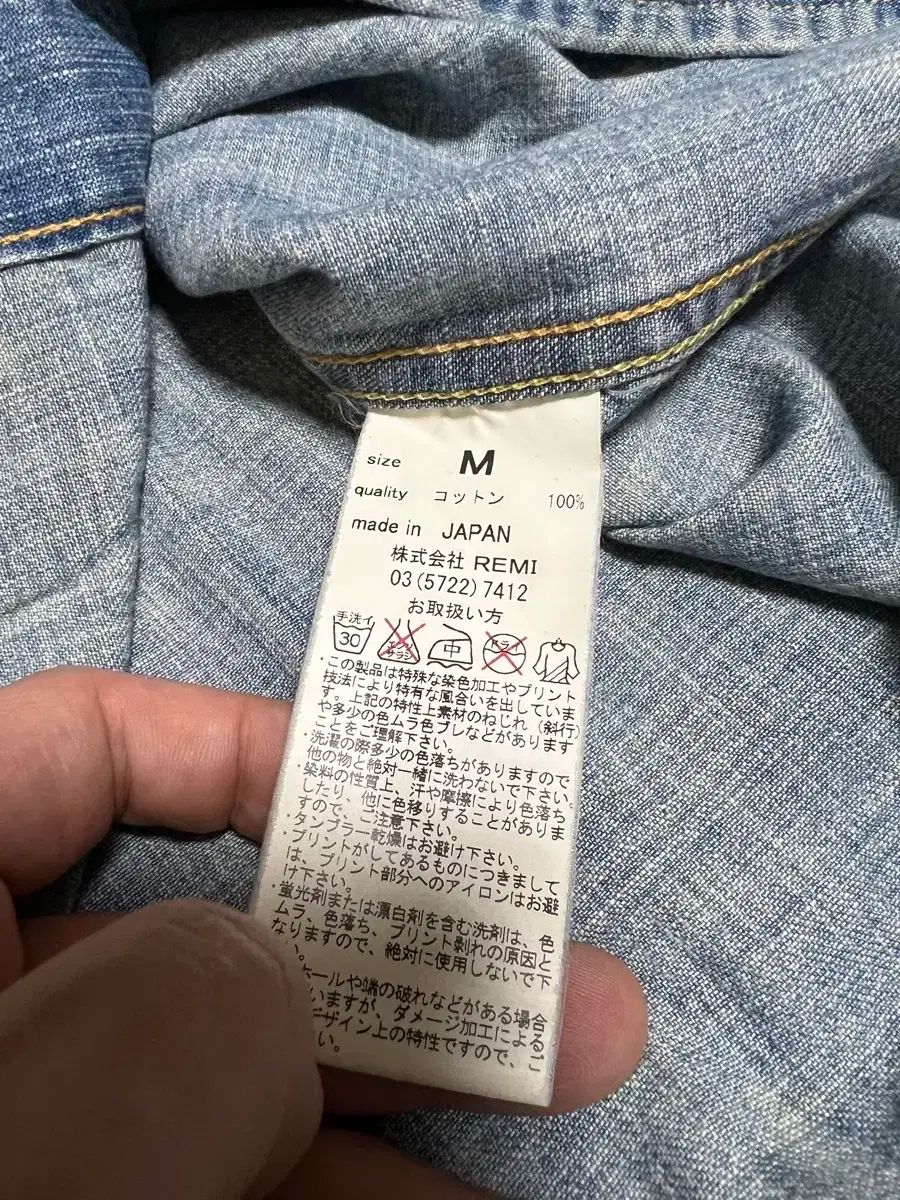 size M
quality コットン 100%
made in JAPAN
株式会社 REMI
03(5722)7412
お取扱い方
手洗イ 30 エンソサラシ 中 ドライ
・この製品は特殊な染色加工やプリント
技法により特有な風合いを出していま
す。上記の特性上素材のねじれ(斜行)
や多少の色ムラ色ブレなどがあります
ことをご理解下さい。
・洗濯の際多少の色落ちがありますので
他の物と絶対一緒に洗わないで下さい。
・染料の性質上、汗や摩擦により色落ち
したり、他に色移りすることがありま
すので、ご注意下さい。
・タンブラー乾燥はお避け下さい。
・プリントがしてあるものにつきまして
は、プリント部分へのアイロンはお避
け下さい。
・蛍光剤または漂白剤を含む洗剤は、色
ムラ、色落ち、プリント剥れの原因と
なりますので、絶対に使用しないで下
い。
ホールや端の破れなどがある場合
いますが、ダメージ加工によるこ
デザイン上の特性ですので、
い。